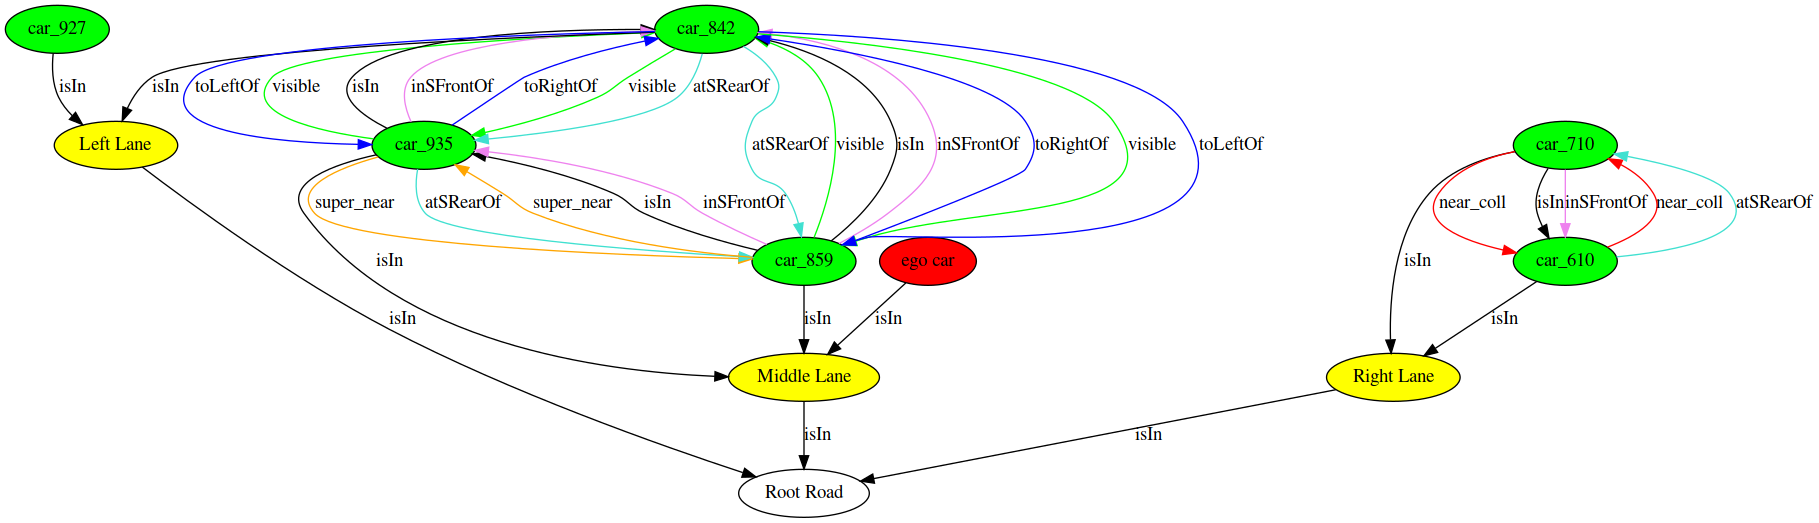 car_927
car_842
isIn
isIn
toLeftOf
visible
isIn
inSFrontOf
toRightOf
visible
atSRearOf
Left Lane
car_935
atSRearOf
visible
isIn
inSFrontOf
toRightOf
visible
toLeftOf
car_710
super_near
atSRearOf
super_near
isIn
inSFrontOf
near_coll
isIn
inSFrontOf
near_coll
atSRearOf
isIn
car_859
ego car
isIn
car_610
isIn
isIn
isIn
isIn
Middle Lane
Right Lane
isIn
isIn
Root Road